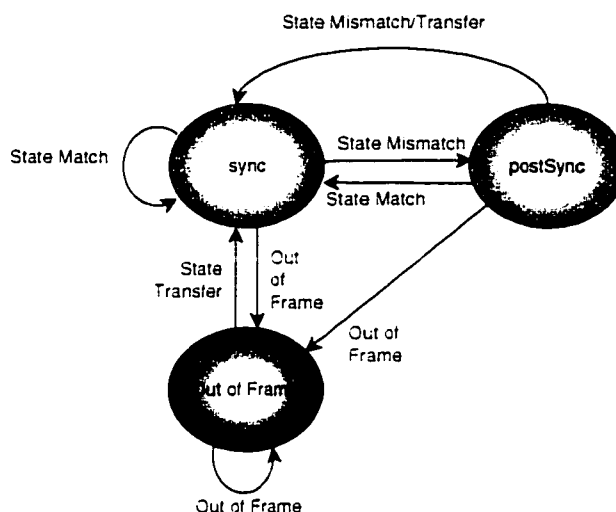 State Mismatch/Transfer
State Match
sync
State Mismatch
postSync
State Match
State
Transfer
Out
of
Frame
Out of
Frame
ut of Fram
Out of Frame